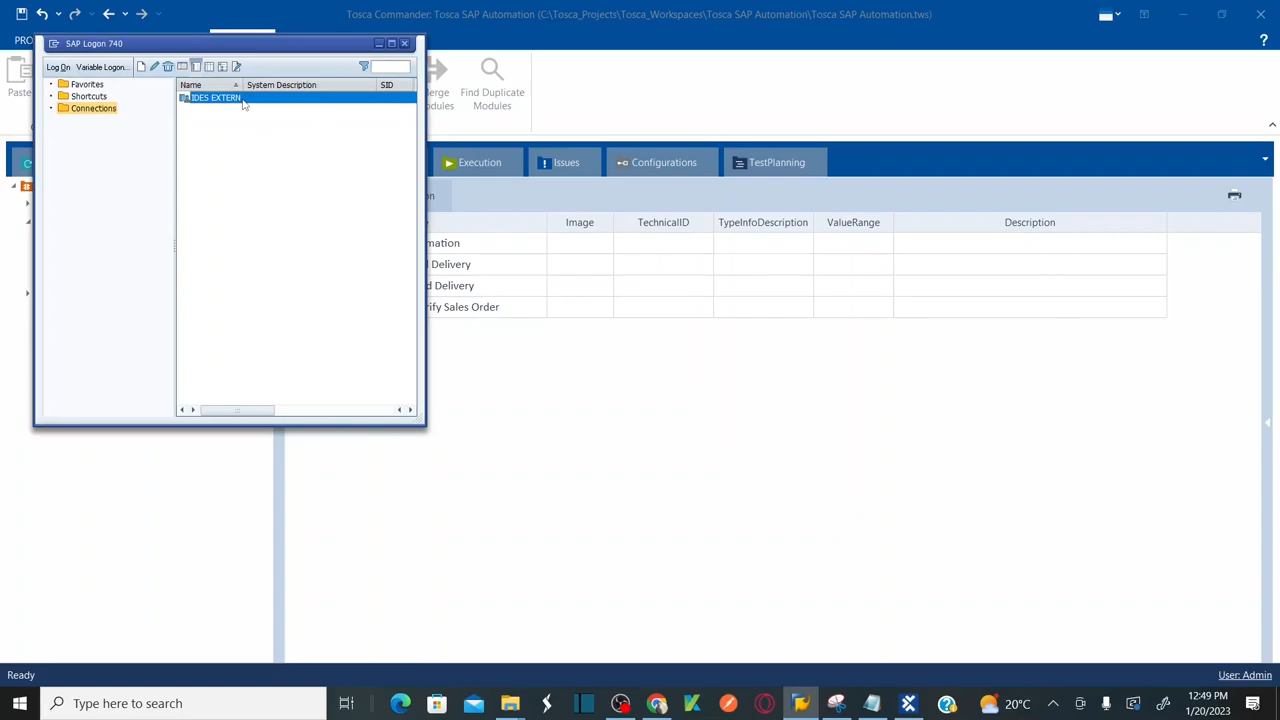 Tosca Commander: Tosca SAP Automation (C:\Tosca_Projects\Tosca_Workspaces\Tosca SAP Automation\Tosca SAP Automation.tws)
PRO
?
SAP Logon 740
Log On Variable Logon...
Favorites
Shortcuts
Connections
Name System Description SID
IDES EXTERN
Paste
erge
odules
Find Duplicate
Modules
Execution
Issues
Configurations
TestPlanning
on
Image TechnicalID TypeInfoDescription ValueRange Description
mation
d Delivery
d Delivery
rify Sales Order
Ready
User: Admin
Type here to search
20°C
12:49 PM
1/20/2023